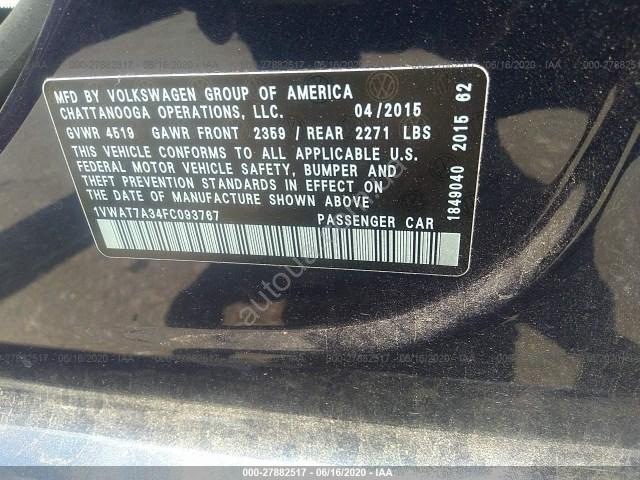 MFD BY VOLKSWAGEN GROUP OF AMERICA
CHATTANOOGA OPERATIONS, LLC. 04/2015
GVWR 4519 GAWR FRONT 2359 / REAR 2271 LBS
THIS VEHICLE CONFORMS TO ALL APPLICABLE U.S.
FEDERAL MOTOR VEHICLE SAFETY, BUMPER AND
THEFT PREVENTION STANDARDS IN EFFECT ON
THE DATE OF MANUFACTURE SHOWN ABOVE
1VWAT7A34FC093767 PASSENGER CAR
1849040 2015 62
000-27882517 · 06/16/2020 · IAA